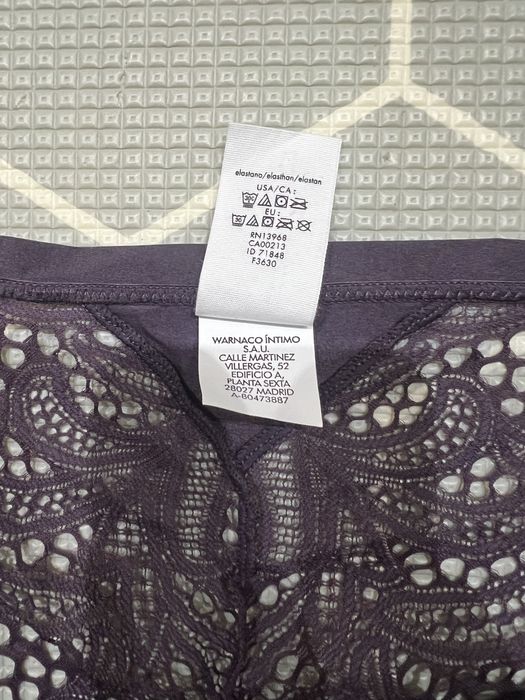 elastano/elasthan/elastan
USA/CA:
EU:
RN13968
CA00213
ID 71848
F3630
WARNACO ÍNTIMO
S.A.U.
CALLE MARTINEZ
VILLERGAS, 52
EDIFICIO A,
PLANTA SEXTA
28027 MADRID
A-80473887